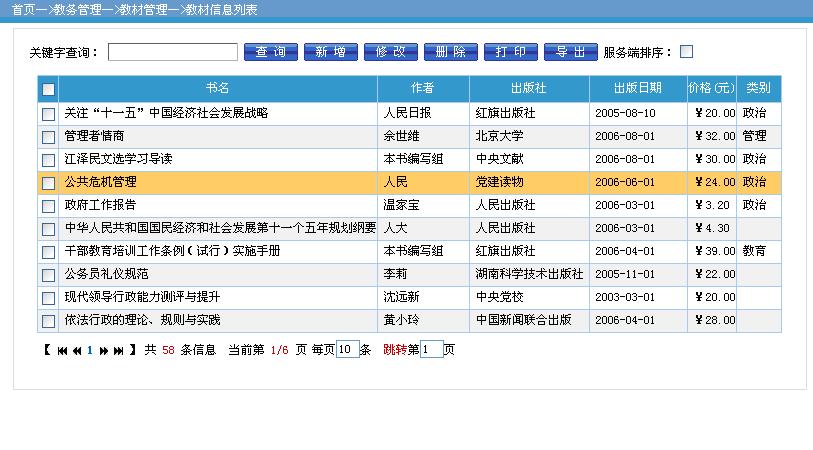 首页—>教务管理—>教材管理—>教材信息列表
关键字查询： 查 询 新 增 修 改 删 除 打 印 导 出 服务端排序：
书名 作者 出版社 出版日期 价格(元) 类别
关注“十一五”中国经济社会发展战略 人民日报 红旗出版社 2005-08-10 ￥20.00 政治
管理者情商 余世维 北京大学 2006-08-01 ￥32.00 管理
江泽民文选学习导读 本书编写组 中央文献 2006-08-01 ￥30.00 政治
公共危机管理 人民 党建读物 2006-06-01 ￥24.00 政治
政府工作报告 温家宝 人民出版社 2006-03-01 ￥3.20 政治
中华人民共和国国民经济和社会发展第十一个五年规划纲要 人大 人民出版社 2006-03-01 ￥4.30
干部教育培训工作条例（试行）实施手册 本书编写组 红旗出版社 2006-04-01 ￥39.00 教育
公务员礼仪规范 李莉 湖南科学技术出版社 2005-11-01 ￥22.00
现代领导行政能力测评与提升 沈远新 中央党校 2003-03-01 ￥20.00
依法行政的理论、规则与实践 黄小玲 中国新闻联合出版 2006-04-01 ￥28.00
【 1 】 共 58 条信息 当前第 1/6 页 每页10条 跳转第1页